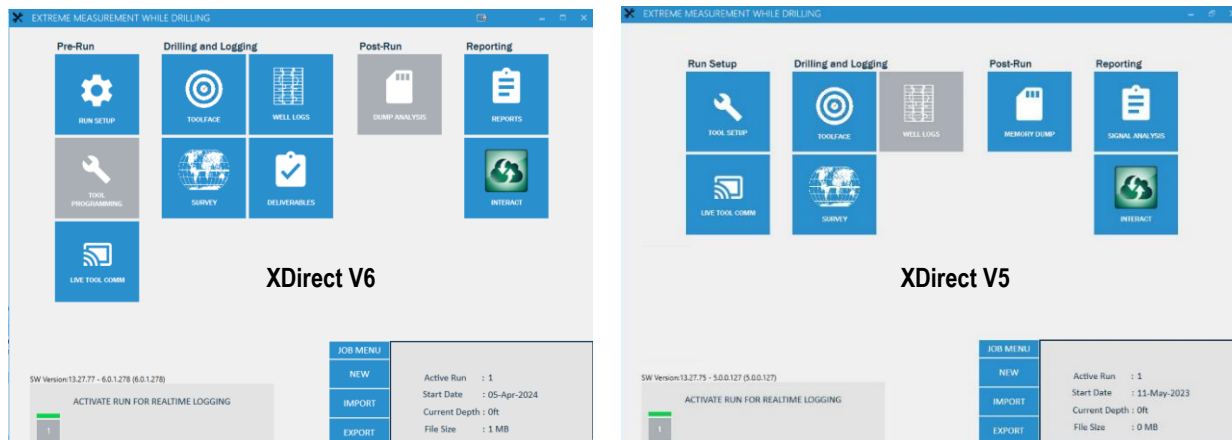 EXTREME MEASUREMENT WHILE DRILLING
Pre-Run
Drilling and Logging
Post-Run
Reporting
RUN SETUP
TOOLFACE
WELL LOGS
DUMP ANALYSIS
REPORTS
TOOL PROGRAMMING
SURVEY
DELIVERABLES
INTERACT
LIVE TOOL COMM
XDirect V6
JOB MENU
NEW
IMPORT
EXPORT
SW Version:13.27.77 - 6.0.1.278 (6.0.1.278)
ACTIVATE RUN FOR REALTIME LOGGING
1
Active Run : 1
Start Date : 05-Apr-2024
Current Depth : 0ft
File Size : 1 MB
EXTREME MEASUREMENT WHILE DRILLING
Run Setup
Drilling and Logging
Post-Run
Reporting
TOOL SETUP
TOOLFACE
WELL LOGS
MEMORY DUMP
SIGNAL ANALYSIS
LIVE TOOL COMM
SURVEY
INTERACT
XDirect V5
JOB MENU
NEW
IMPORT
EXPORT
SW Version:13.27.75 - 5.0.0.127 (5.0.0.127)
ACTIVATE RUN FOR REALTIME LOGGING
1
Active Run : 1
Start Date : 11-May-2023
Current Depth : 0ft
File Size : 0 MB